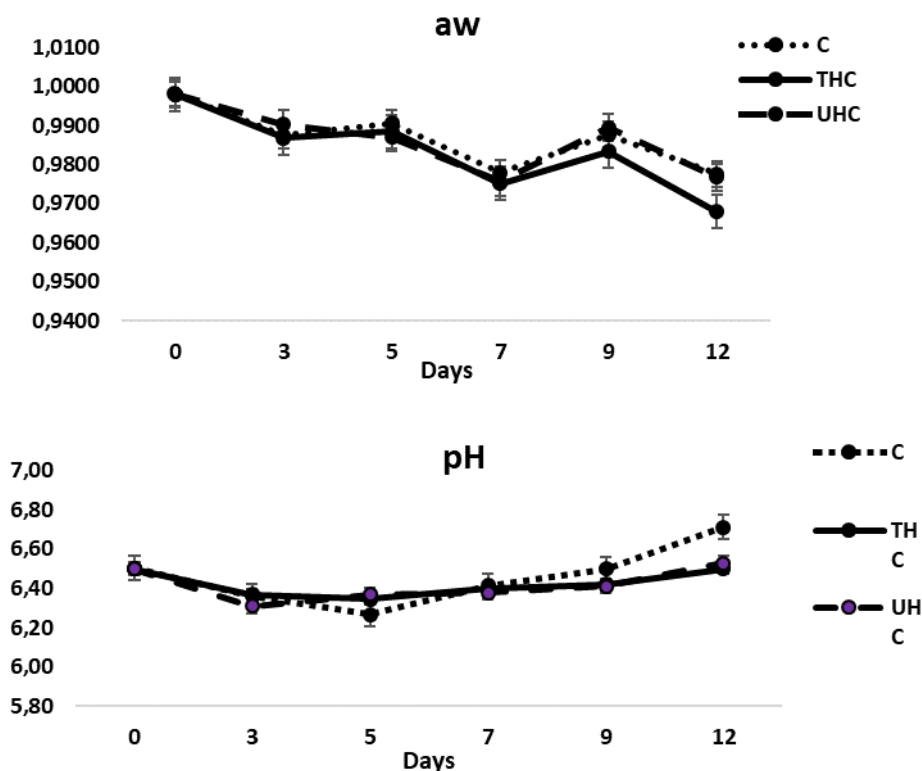 aw
1,0100
1,0000
0,9900
0,9800
0,9700
0,9600
0,9500
0,9400
0 3 5 7 9 12
Days
C
THC
UHC
pH
7,00
6,80
6,60
6,40
6,20
6,00
5,80
0 3 5 7 9 12
Days
C
TH
C
UH
C